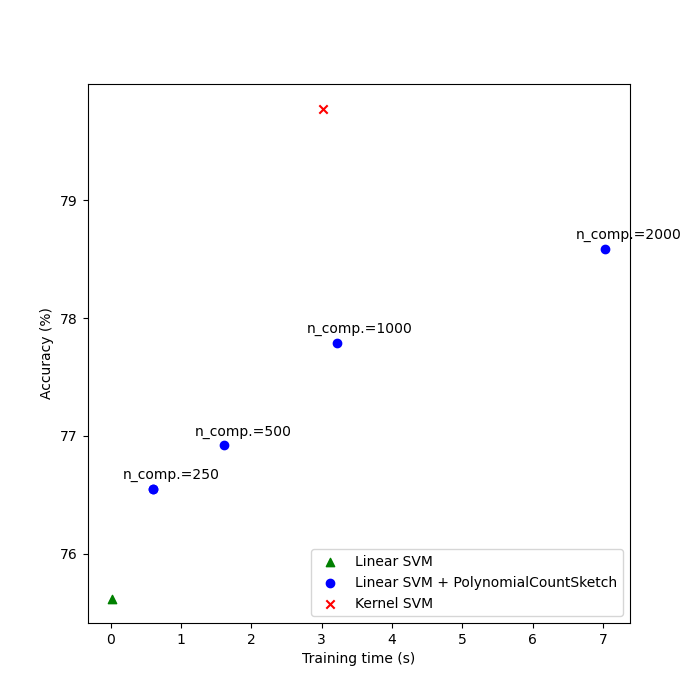 79
78
77
76
Accuracy (%)
n_comp.=2000
n_comp.=1000
n_comp.=500
n_comp.=250
Linear SVM
Linear SVM + PolynomialCountSketch
Kernel SVM
0 1 2 3 4 5 6 7
Training time (s)